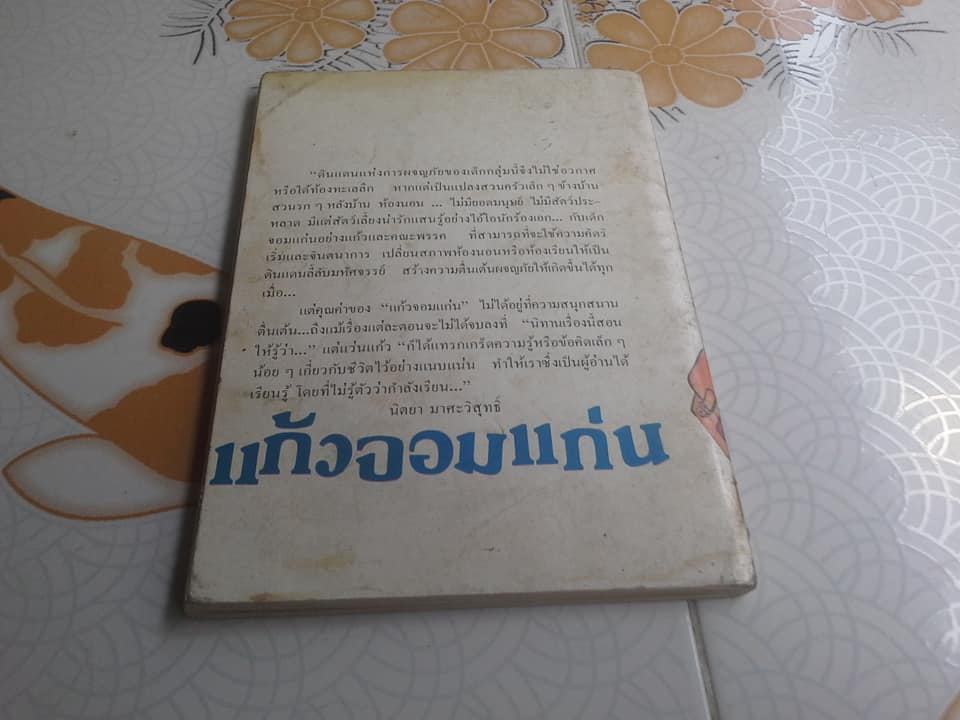 “ดินแดนแห่งการผจญภัยของเด็กกลุ่มนี้จึงไม่ใช่อวกาศ
หรือใต้ท้องทะเลลึก หากแต่เป็นแปลงสวนครัวเล็ก ๆ ข้างบ้าน
สวนรก ๆ หลังบ้าน ห้องนอน ... ไม่มียอดมนุษย์ ไม่มีสัตว์ประ-
หลาด มีแต่สัตว์เลี้ยงน่ารักแสนรู้อย่างไอ้โอนักร้องเอก... กับเด็ก
จอมแก่นอย่างแก้วและคณะพรรค ที่สามารถที่จะใช้ความคิดริ
เริ่มและจินตนาการ เปลี่ยนสภาพห้องนอนหรือห้องเรียนให้เป็น
ดินแดนลี้ลับมหัศจรรย์ สร้างความตื่นเต้นผจญภัยให้เกิดขึ้นได้ทุก
เมื่อ...
แต่คุณค่าของ “แก้วจอมแก่น” ไม่ได้อยู่ที่ความสนุกสนาน
ตื่นเต้น...ถึงแม้เรื่องแต่ละตอนจะไม่ได้จบลงที่ “นิทานเรื่องนี้สอน
ให้รู้ว่า...” แต่แว่นแก้ว “ก็ได้แทรกเกร็ดความรู้หรือข้อคิดเล็ก ๆ
น้อย ๆ เกี่ยวกับชีวิตไว้อย่างแนบแน่น ทำให้เราซึ่งเป็นผู้อ่านได้
เรียนรู้ โดยที่ไม่รู้ตัวว่ากำลังเรียน...”
นิตยา มาศะวิสุทธิ์
แก้วจอมแก่น